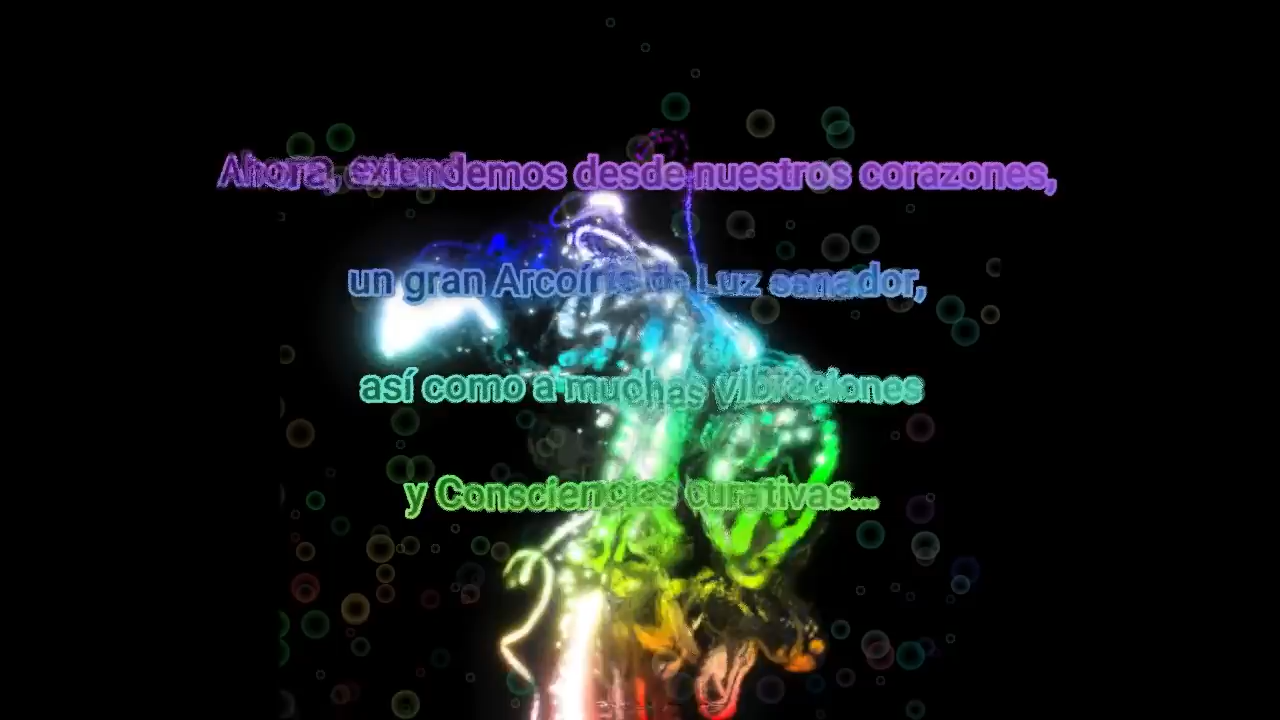 Ahora, extendemos desde nuestros corazones,
un gran Arcoíris de Luz sanador,
así como a muchas vibraciones
y Consciencias curativas...